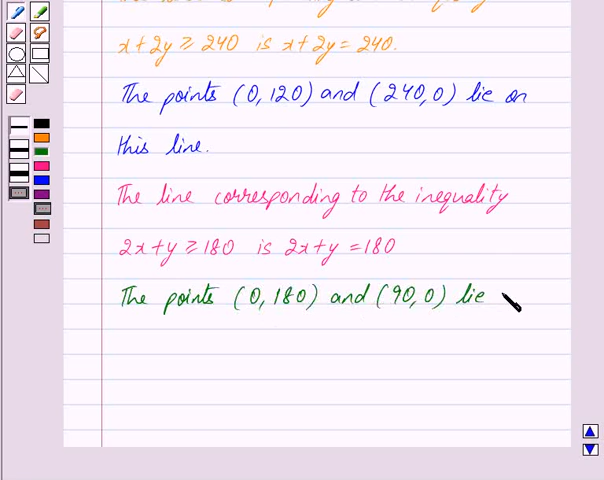 x + 2y ≥ 240 is x + 2y = 240.
The points (0, 120) and (240, 0) lie on
this line.
The line corresponding to the inequality
2x + y ≥ 180 is 2x + y = 180
The points (0, 180) and (90, 0) lie